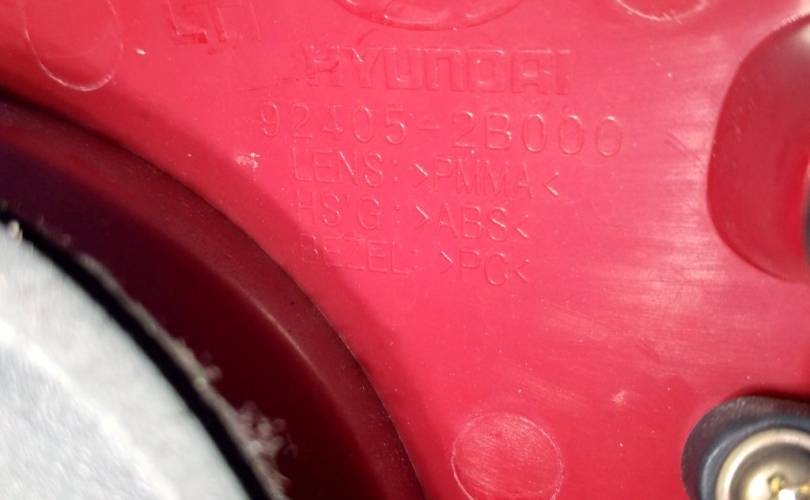 HYUNDAI
92405-2B000
LENS: >PMMA<
HS'G: >ABS<
BEZEL: >PC<